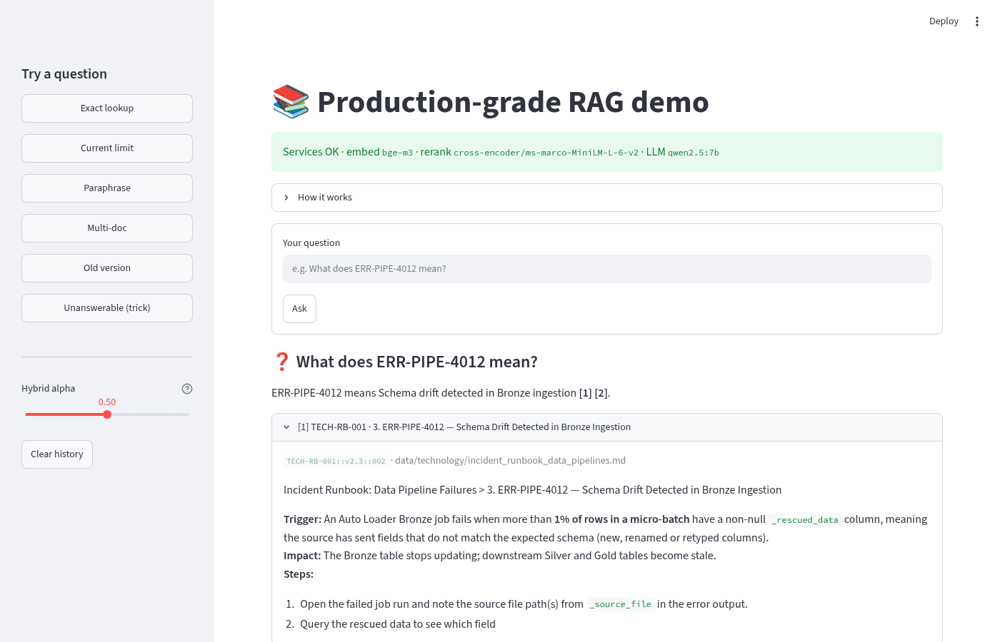 Deploy
Try a question
Exact lookup
Current limit
Paraphrase
Multi-doc
Old version
Unanswerable (trick)
Hybrid alpha
0.50
Clear history
Production-grade RAG demo
Services OK · embed bge-m3 · rerank cross-encoder/ms-marco-MiniLM-L-6-v2 · LLM qwen2.5:7b
How it works
Your question
e.g. What does ERR-PIPE-4012 mean?
Ask
❓ What does ERR-PIPE-4012 mean?
ERR-PIPE-4012 means Schema drift detected in Bronze ingestion [1] [2].
[1] TECH-RB-001 · 3. ERR-PIPE-4012 — Schema Drift Detected in Bronze Ingestion
TECH-RB-001::v2.3::002 · data/technology/incident_runbook_data_pipelines.md
Incident Runbook: Data Pipeline Failures > 3. ERR-PIPE-4012 — Schema Drift Detected in Bronze Ingestion
Trigger: An Auto Loader Bronze job fails when more than 1% of rows in a micro-batch have a non-null _rescued_data column, meaning
the source has sent fields that do not match the expected schema (new, renamed or retyped columns).
Impact: The Bronze table stops updating; downstream Silver and Gold tables become stale.
Steps:
1. Open the failed job run and note the source file path(s) from _source_file in the error output.
2. Query the rescued data to see which field